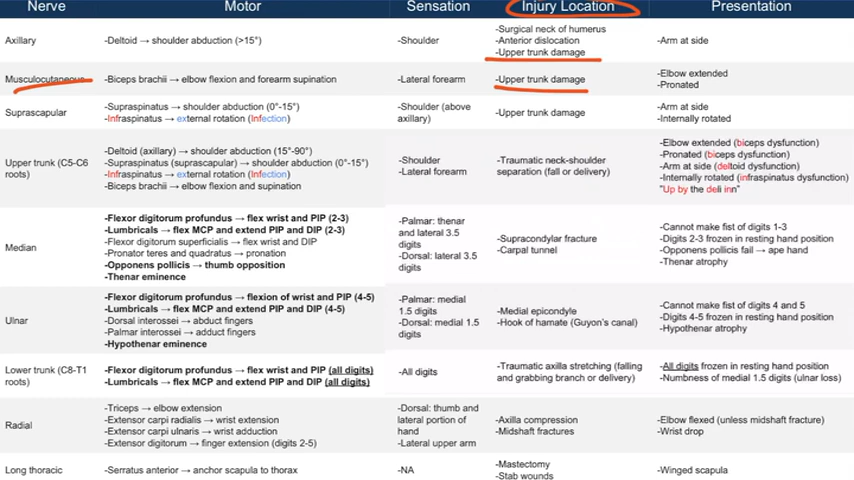 Nerve Motor Sensation Injury Location Presentation
Axillary
-Deltoid → shoulder abduction (>15°)
-Shoulder
-Surgical neck of humerus
-Anterior dislocation
-Upper trunk damage
-Arm at side
Musculocutaneous
-Biceps brachii → elbow flexion and forearm supination
-Lateral forearm
-Upper trunk damage
-Elbow extended
-Pronated
Suprascapular
-Supraspinatus → shoulder abduction (0°-15°)
-Infraspinatus → external rotation (Infection)
-Shoulder (above
axillary)
-Upper trunk damage
-Arm at side
-Internally rotated
Upper trunk (C5-C6
roots)
-Deltoid (axillary) → shoulder abduction (15°-90°)
-Supraspinatus (suprascapular) → shoulder abduction (0°-15°)
-Infraspinatus → external rotation (Infection)
-Biceps brachii → elbow flexion and supination
-Shoulder
-Lateral forearm
-Traumatic neck-shoulder
separation (fall or delivery)
-Elbow extended (biceps dysfunction)
-Pronated (biceps dysfunction)
-Arm at side (deltoid dysfunction)
-Internally rotated (infraspinatus dysfunction)
"Up by the deli inn"
Median
-Flexor digitorum profundus → flex wrist and PIP (2-3)
-Lumbricals → flex MCP and extend PIP and DIP (2-3)
-Flexor digitorum superficialis → flex wrist and DIP
-Pronator teres and quadratus → pronation
-Opponens pollicis → thumb opposition
-Thenar eminence
-Palmar: thenar
and lateral 3.5
digits
-Dorsal: lateral 3.5
digits
-Supracondylar fracture
-Carpal tunnel
-Cannot make fist of digits 1-3
-Digits 2-3 frozen in resting hand position
-Opponens pollicis fail → ape hand
-Thenar atrophy
Ulnar
-Flexor digitorum profundus → flexion of wrist and PIP (4-5)
-Lumbricals → flex MCP and extend PIP and DIP (4-5)
-Dorsal interossei → abduct fingers
-Palmar interossei → adduct fingers
-Hypothenar eminence
-Palmar: medial
1.5 digits
-Dorsal: medial 1.5
digits
-Medial epicondyle
-Hook of hamate (Guyon's canal)
-Cannot make fist of digits 4 and 5
-Digits 4-5 frozen in resting hand position
-Hypothenar atrophy
Lower trunk (C8-T1
roots)
-Flexor digitorum profundus → flex wrist and PIP (all digits)
-Lumbricals → flex MCP and extend PIP and DIP (all digits)
-All digits
-Traumatic axilla stretching (falling
and grabbing branch or delivery)
-All digits frozen in resting hand position
-Numbness of medial 1.5 digits (ulnar loss)
Radial
-Triceps → elbow extension
-Extensor carpi radialis → wrist extension
-Extensor carpi ulnaris → wrist adduction
-Extensor digitorum → finger extension (digits 2-5)
-Dorsal: thumb and
lateral portion of
hand
-Lateral upper arm
-Axilla compression
-Midshaft fractures
-Elbow flexed (unless midshaft fracture)
-Wrist drop
Long thoracic
-Serratus anterior → anchor scapula to thorax
-NA
-Mastectomy
-Stab wounds
-Winged scapula